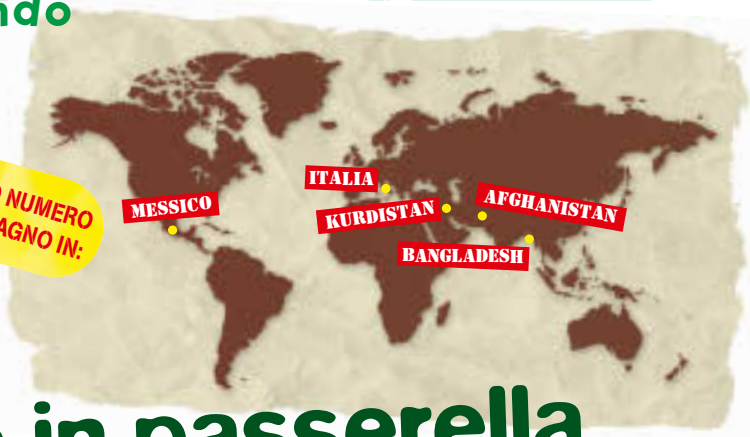 ndo
NUMERO
AGNO IN:
MESSICO
ITALIA
KURDISTAN
AFGHANISTAN
BANGLADESH
in passerella